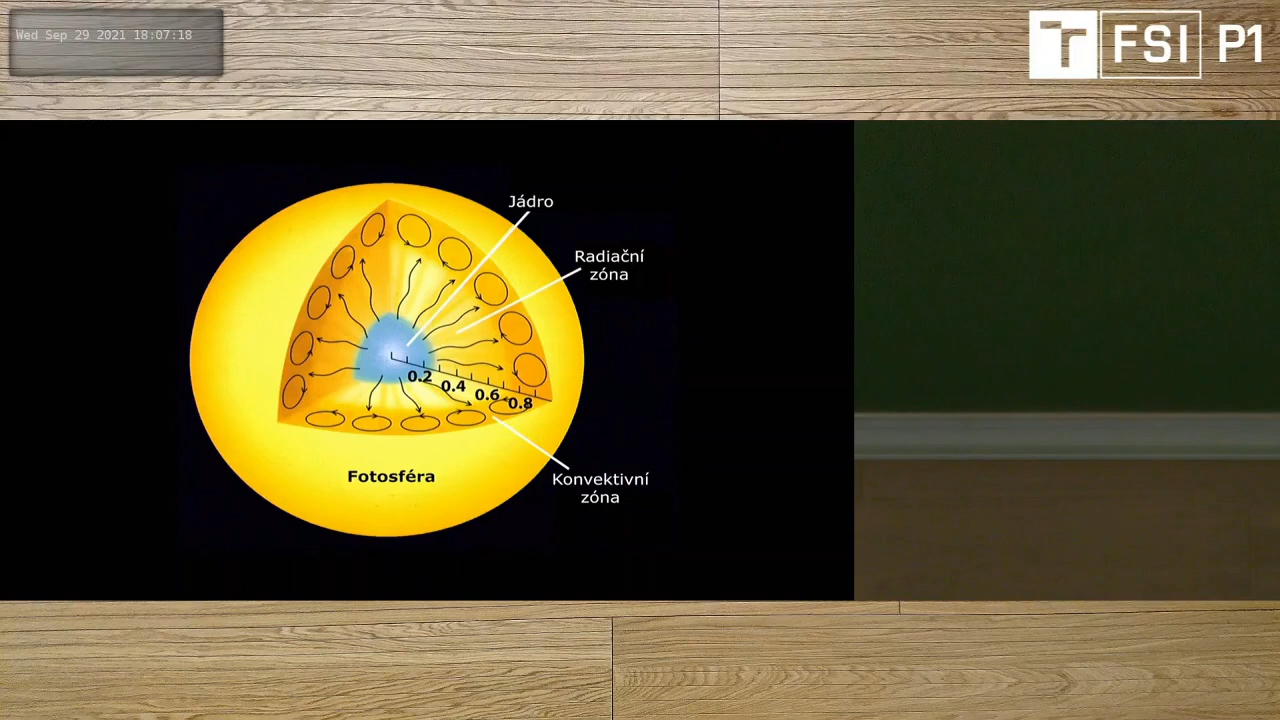 Wed Sep 29 2021 18:07:18
T FSI P1
Jádro
Radiační
zóna
0.2 0.4 0.6 0.8
Fotosféra
Konvektivní
zóna